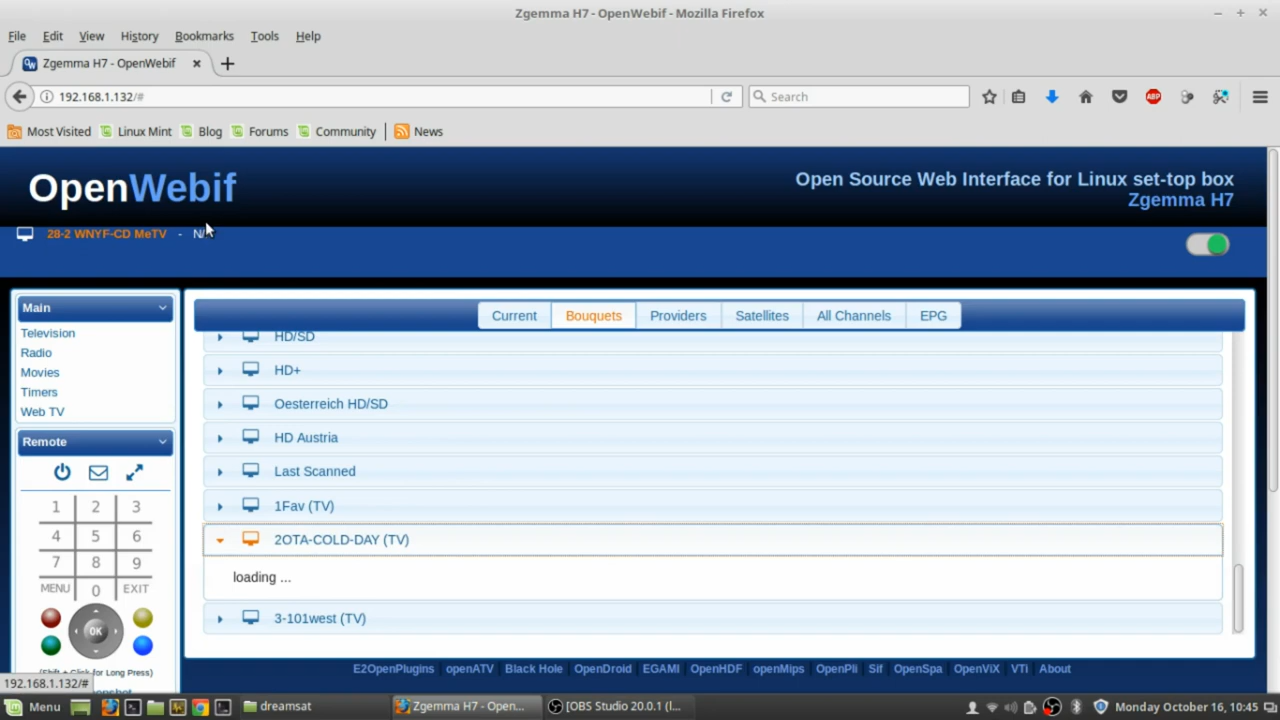 Zgemma H7 - OpenWebif - Mozilla Firefox
File Edit View History Bookmarks Tools Help
Zgemma H7 - OpenWebif
192.168.1.132/#
Search
ABP
Most Visited Linux Mint Blog Forums Community News
OpenWebif
Open Source Web Interface for Linux set-top box
Zgemma H7
28-2 WNYF-CD MeTV -
Main
Television
Radio
Movies
Timers
Web TV
Remote
1 2 3
4 5 6
7 8 9
MENU 0 EXIT
OK
Current Bouquets Providers Satellites All Channels EPG
HD/SD
HD+
Oesterreich HD/SD
HD Austria
Last Scanned
1Fav (TV)
2OTA-COLD-DAY (TV)
loading ...
3-101west (TV)
E2OpenPlugins openATV Black Hole OpenDroid EGAMI OpenHDF openMips OpenPli Sif OpenSpa OpenViX VTi About
192.168.1.132/#
Menu dreamsat Zgemma H7 - Open... [OBS Studio 20.0.1 (l... Monday October 16, 10:45